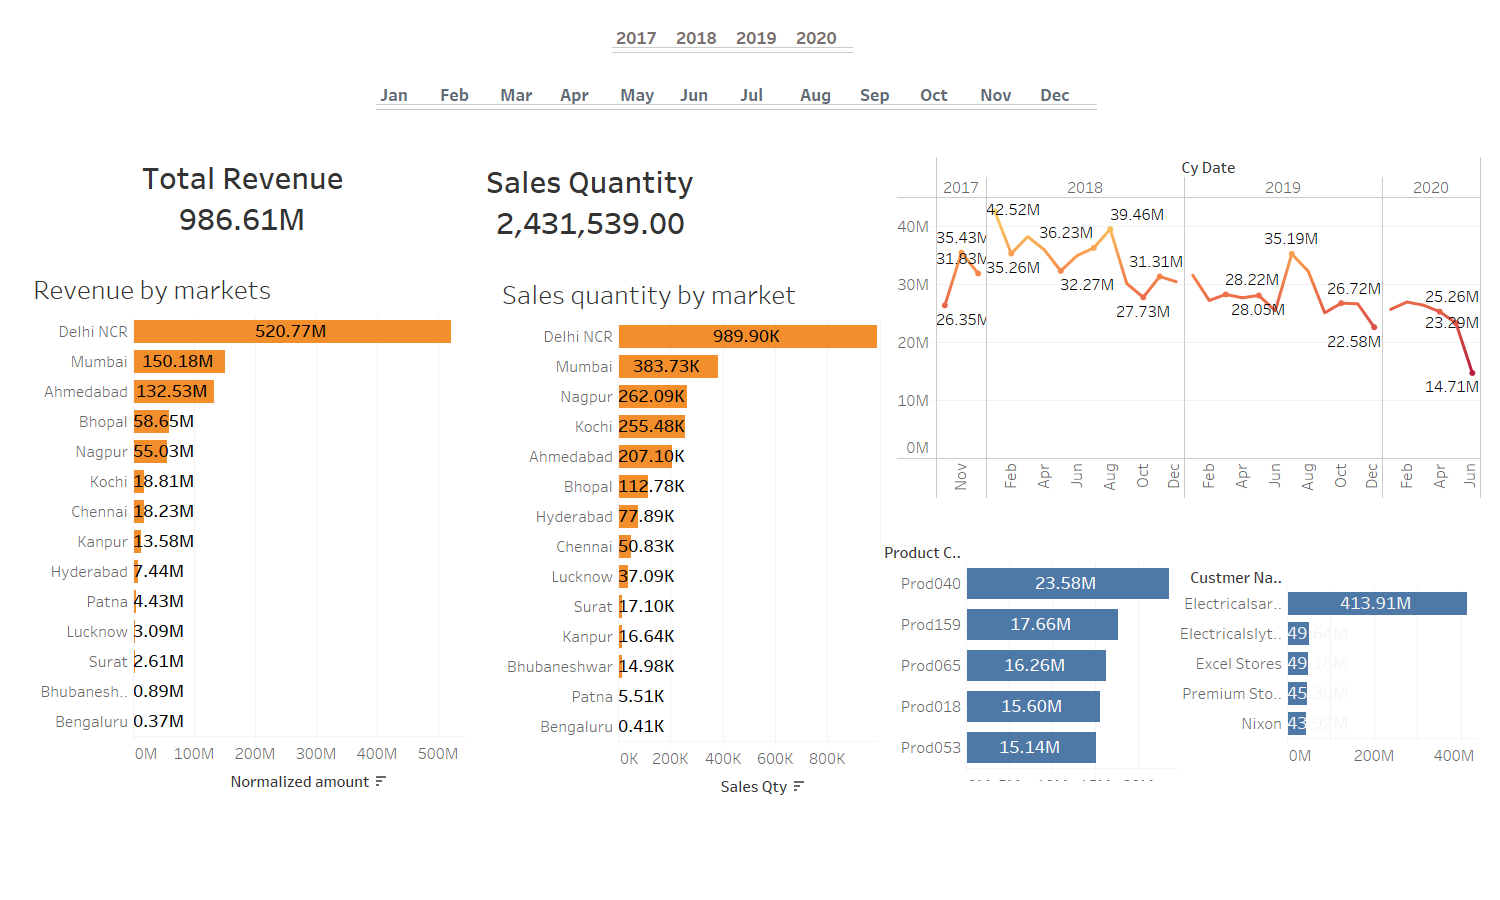 2017 2018 2019 2020
Jan Feb Mar Apr May Jun Jul Aug Sep Oct Nov Dec
Total Revenue
986.61M
Sales Quantity
2,431,539.00
Revenue by markets
Delhi NCR 520.77M
Mumbai 150.18M
Ahmedabad 132.53M
Bhopal 58.65M
Nagpur 55.03M
Kochi 18.81M
Chennai 18.23M
Kanpur 13.58M
Hyderabad 7.44M
Patna 4.43M
Lucknow 3.09M
Surat 2.61M
Bhubanesh.. 0.89M
Bengaluru 0.37M
0M 100M 200M 300M 400M 500M
Normalized amount
Sales quantity by market
Delhi NCR 989.90K
Mumbai 383.73K
Nagpur 262.09K
Kochi 255.48K
Ahmedabad 207.10K
Bhopal 112.78K
Hyderabad 77.89K
Chennai 50.83K
Lucknow 37.09K
Surat 17.10K
Kanpur 16.64K
Bhubaneshwar 14.98K
Patna 5.51K
Bengaluru 0.41K
0K 200K 400K 600K 800K
Sales Qty
Cy Date
2017 2018 2019 2020
40M
30M
20M
10M
0M
26.35M
35.43M
31.83M
42.52M
35.26M
36.23M
32.27M
39.46M
27.73M
31.31M
28.22M
28.05M
35.19M
26.72M
22.58M
25.26M
23.29M
14.71M
Nov Feb Apr Jun Aug Oct Dec Feb Apr Jun Aug Oct Dec Feb Apr Jun
Product C..
Prod040 23.58M
Prod159 17.66M
Prod065 16.26M
Prod018 15.60M
Prod053 15.14M
Custmer Na..
Electricalsar.. 413.91M
Electricalslyt.. 49.64M
Excel Stores 49.18M
Premium Sto.. 45.30M
Nixon 43.92M
0M 200M 400M